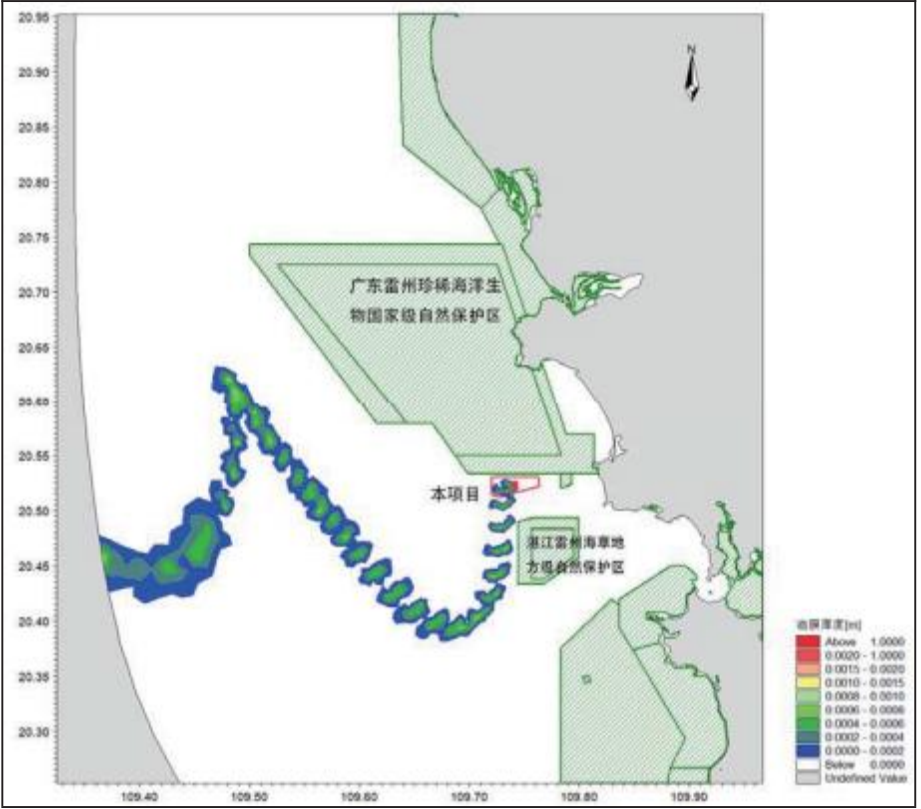 20.95
N
20.90
20.85
20.80
20.75
20.70
广东雷州珍稀海洋生
物国家级自然保护区
20.65
20.60
20.55
本项目
20.50
湛江雷州海草地
方级自然保护区
20.45
20.40
20.35
20.30
油膜厚度[m]
Above 1.0000
0.0020 - 1.0000
0.0015 - 0.0020
0.0010 - 0.0015
0.0008 - 0.0010
0.0006 - 0.0008
0.0004 - 0.0006
0.0002 - 0.0004
0.0000 - 0.0002
Below 0.0000
Undefined Value
109.40 109.50 109.60 109.70 109.80 109.90